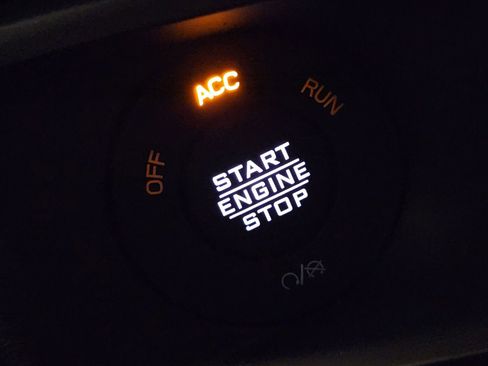 ACC
RUN
OFF
START
ENGINE
STOP